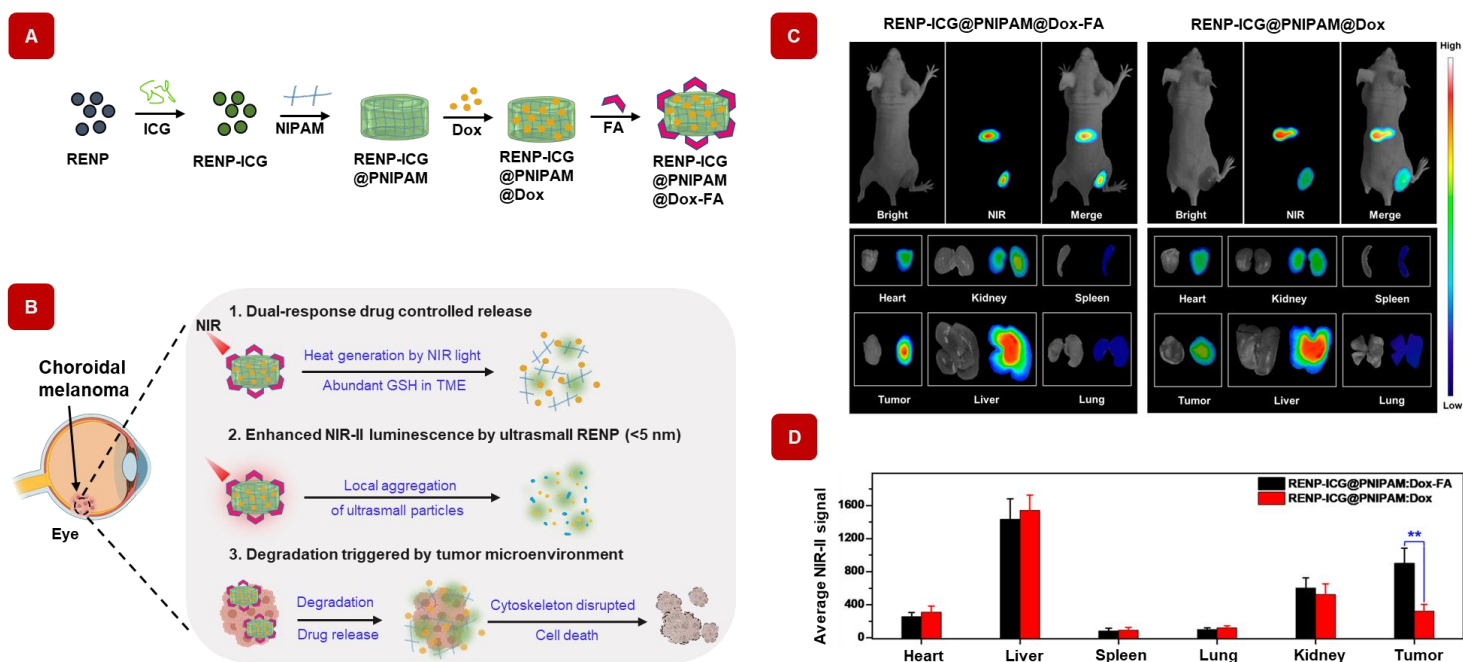 A
RENP
ICG
RENP-ICG
NIPAM
RENP-ICG
@PNIPAM
Dox
RENP-ICG
@PNIPAM
@Dox
FA
RENP-ICG
@PNIPAM
@Dox-FA
B
Choroidal
melanoma
Eye
1. Dual-response drug controlled release
NIR
Heat generation by NIR light
Abundant GSH in TME
2. Enhanced NIR-II luminescence by ultrasmall RENP (<5 nm)
Local aggregation
of ultrasmall particles
3. Degradation triggered by tumor microenvironment
Degradation
Drug release
Cytoskeleton disrupted
Cell death
C
RENP-ICG@PNIPAM@Dox-FA
RENP-ICG@PNIPAM@Dox
High
Bright
NIR
Merge
Bright
NIR
Merge
Heart
Kidney
Spleen
Heart
Kidney
Spleen
Tumor
Liver
Lung
Tumor
Liver
Lung
Low
D
Average NIR-II signal
1600
1200
800
400
0
RENP-ICG@PNIPAM:Dox-FA
RENP-ICG@PNIPAM:Dox
**
Heart
Liver
Spleen
Lung
Kidney
Tumor